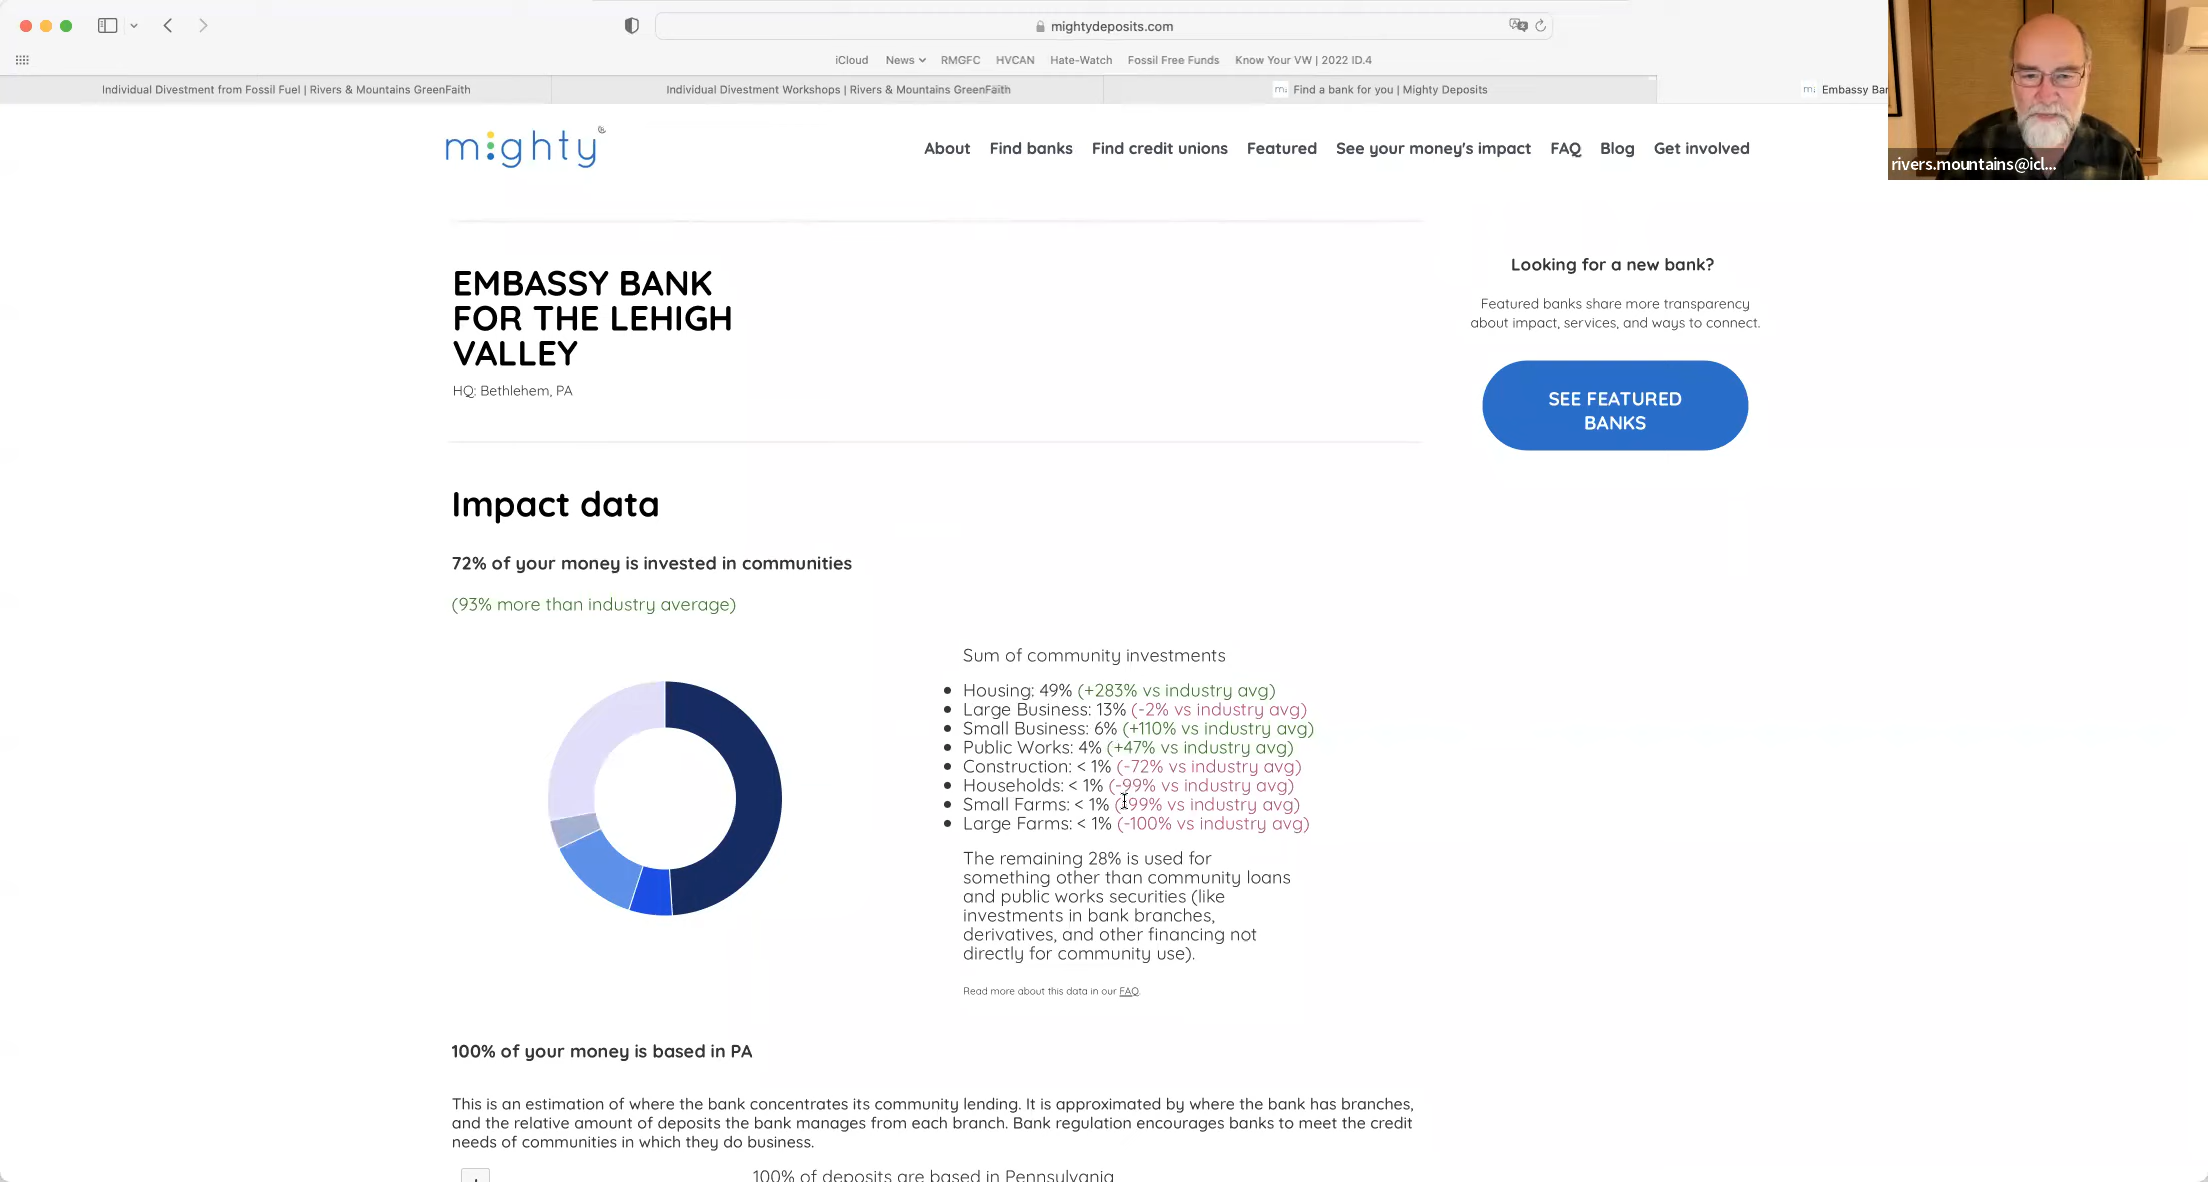 mightydeposits.com
iCloud News RMGFC HVCAN Hate-Watch Fossil Free Funds Know Your VW | 2022 ID.4
Individual Divestment from Fossil Fuel | Rivers & Mountains GreenFaith
Individual Divestment Workshops | Rivers & Mountains GreenFaith
Find a bank for you | Mighty Deposits
Embassy Ban
rivers.mountains@icl...
mighty
About Find banks Find credit unions Featured See your money's impact FAQ Blog Get involved
EMBASSY BANK
FOR THE LEHIGH
VALLEY
HQ: Bethlehem, PA
Looking for a new bank?
Featured banks share more transparency
about impact, services, and ways to connect.
SEE FEATURED
BANKS
Impact data
72% of your money is invested in communities
(93% more than industry average)
Sum of community investments
Housing: 49% (+283% vs industry avg)
Large Business: 13% (-2% vs industry avg)
Small Business: 6% (+110% vs industry avg)
Public Works: 4% (+47% vs industry avg)
Construction: < 1% (-72% vs industry avg)
Households: < 1% (-99% vs industry avg)
Small Farms: < 1% (-99% vs industry avg)
Large Farms: < 1% (-100% vs industry avg)
The remaining 28% is used for
something other than community loans
and public works securities (like
investments in bank branches,
derivatives, and other financing not
directly for community use).
Read more about this data in our FAQ.
100% of your money is based in PA
This is an estimation of where the bank concentrates its community lending. It is approximated by where the bank has branches,
and the relative amount of deposits the bank manages from each branch. Bank regulation encourages banks to meet the credit
needs of communities in which they do business.
100% of deposits are based in Pennsylvania